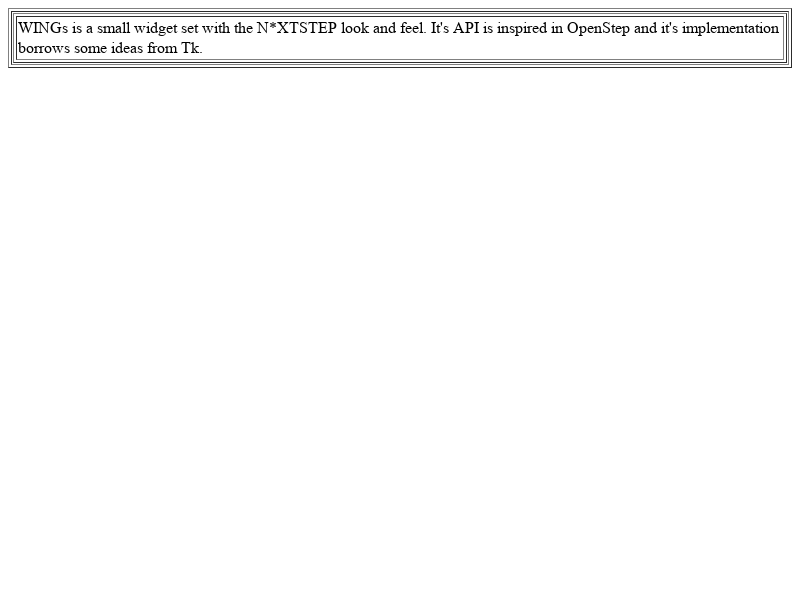 WINGs is a small widget set with the N*XTSTEP look and feel. It's API is inspired in OpenStep and it's implementation
borrows some ideas from Tk.